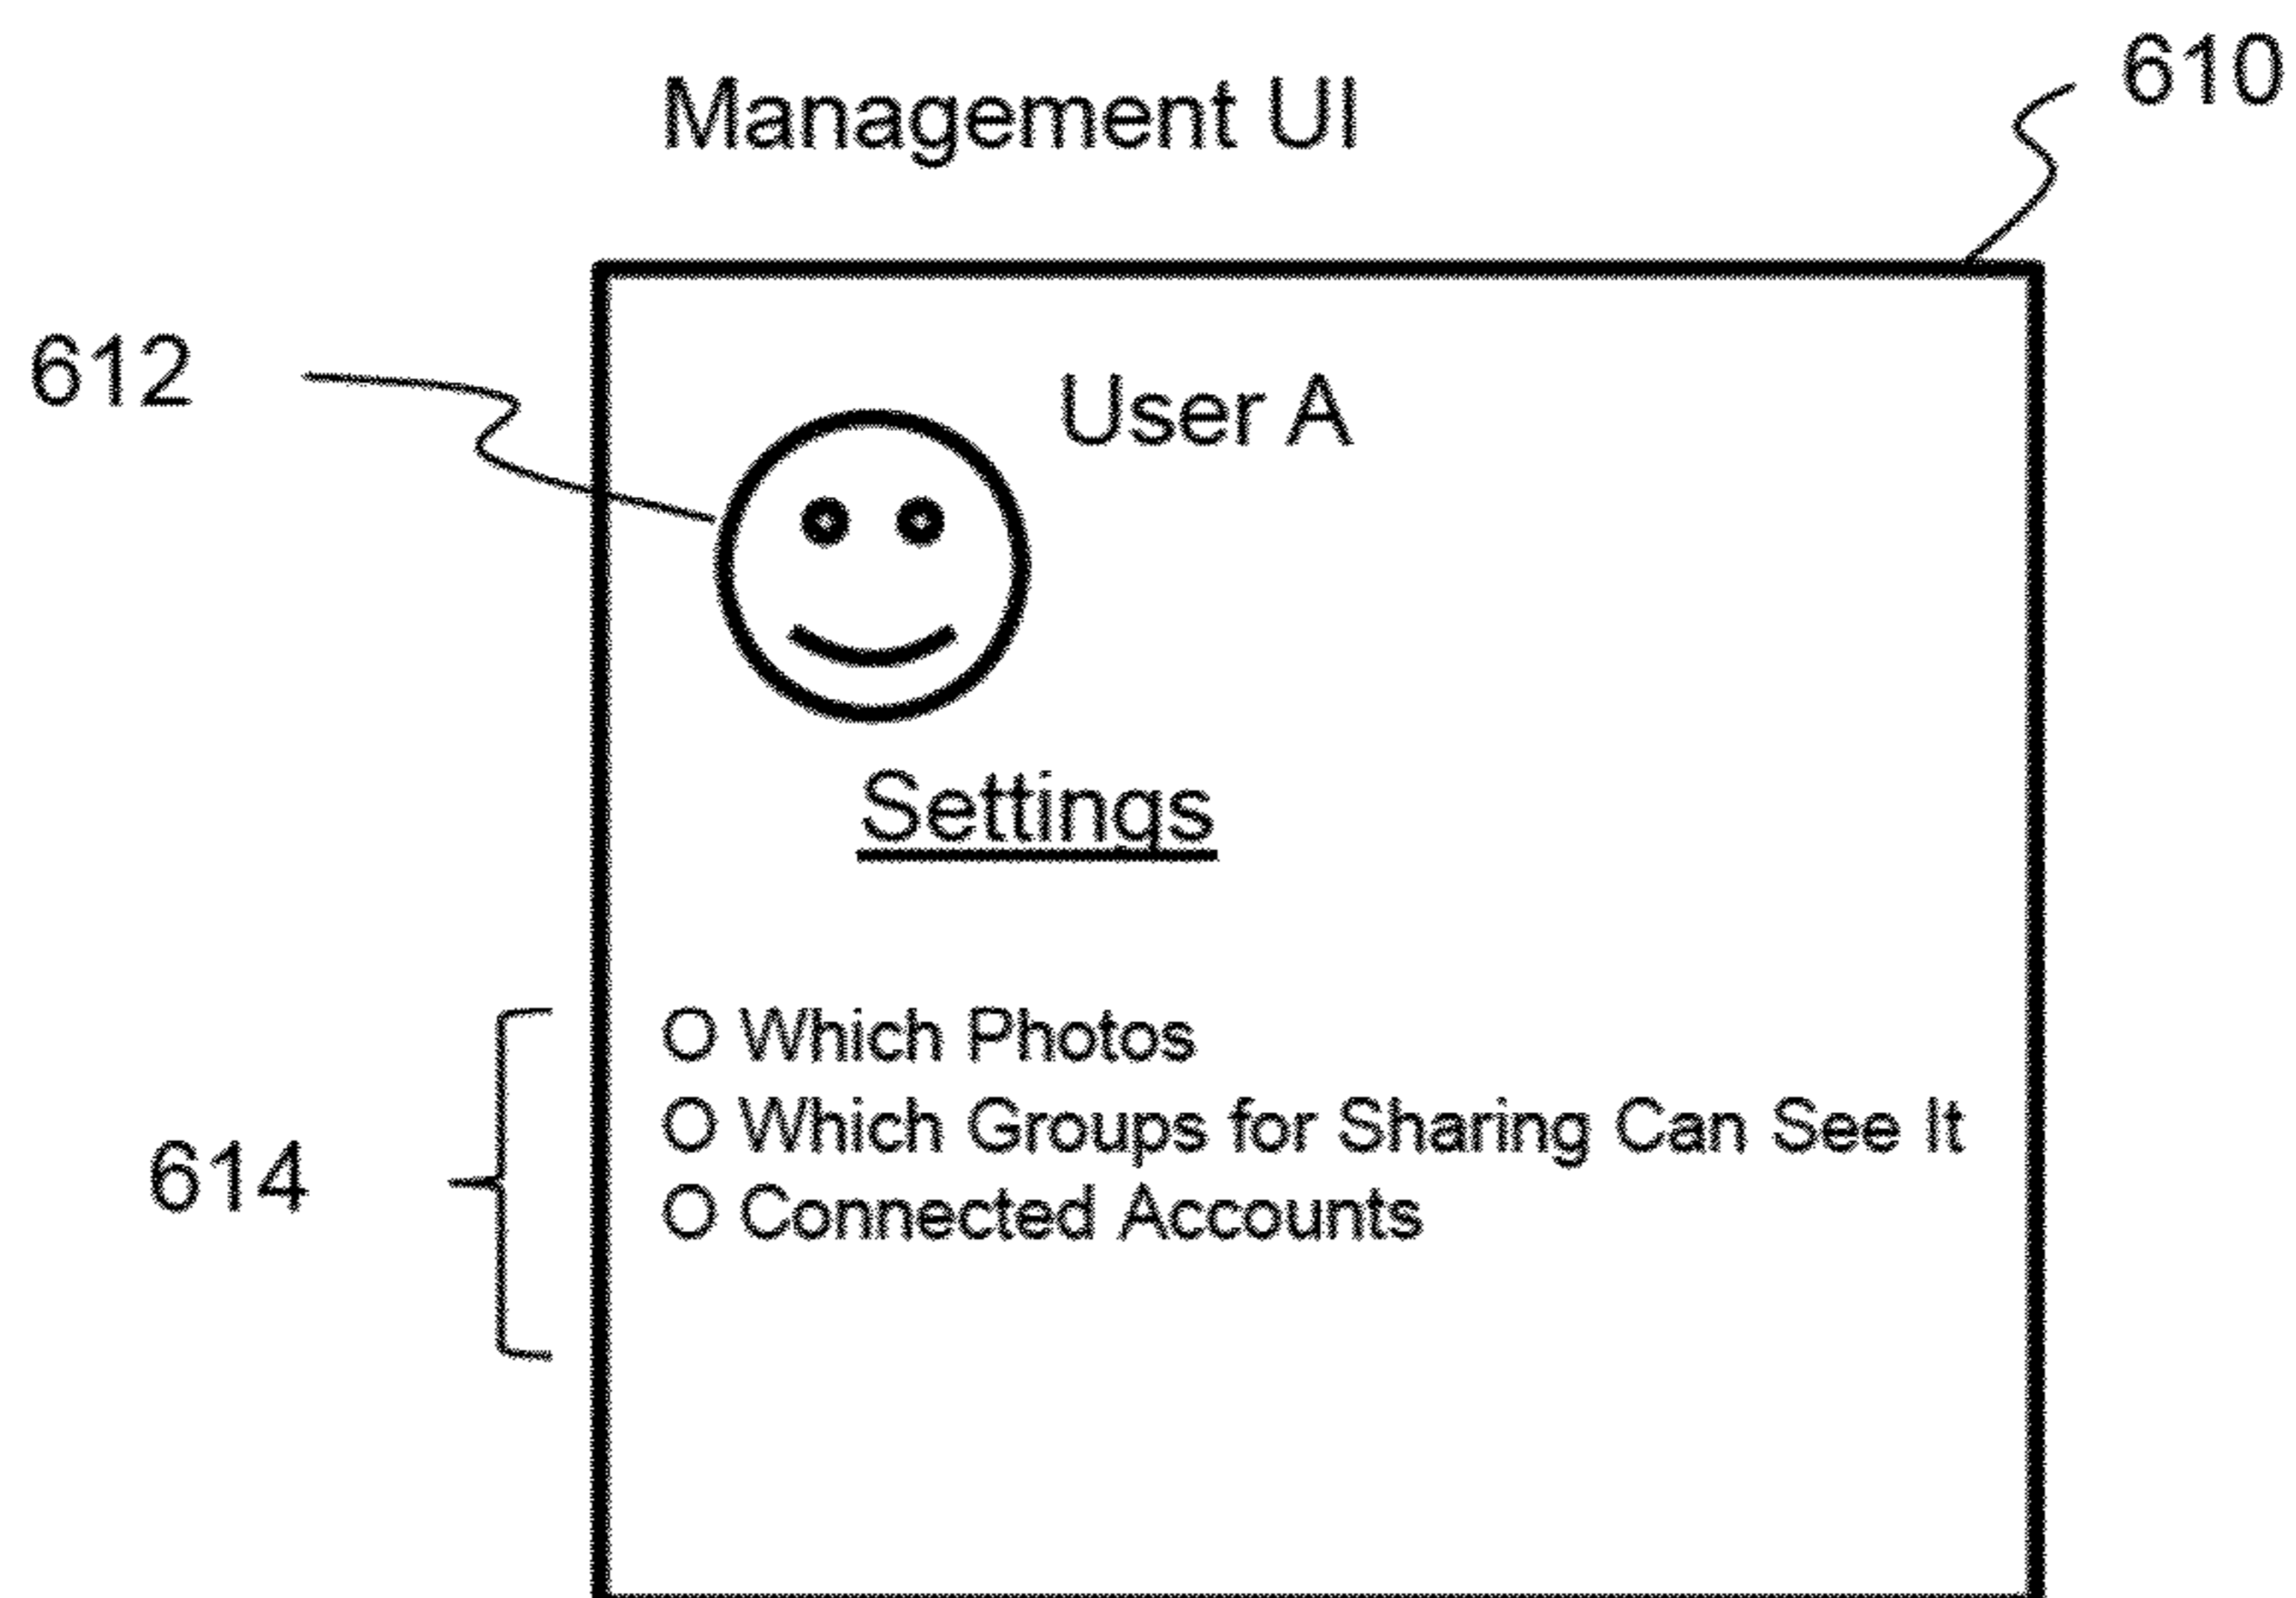 Management UI
610
612
User A
Settings
614
O Which Photos
O Which Groups for Sharing Can See It
O Connected Accounts